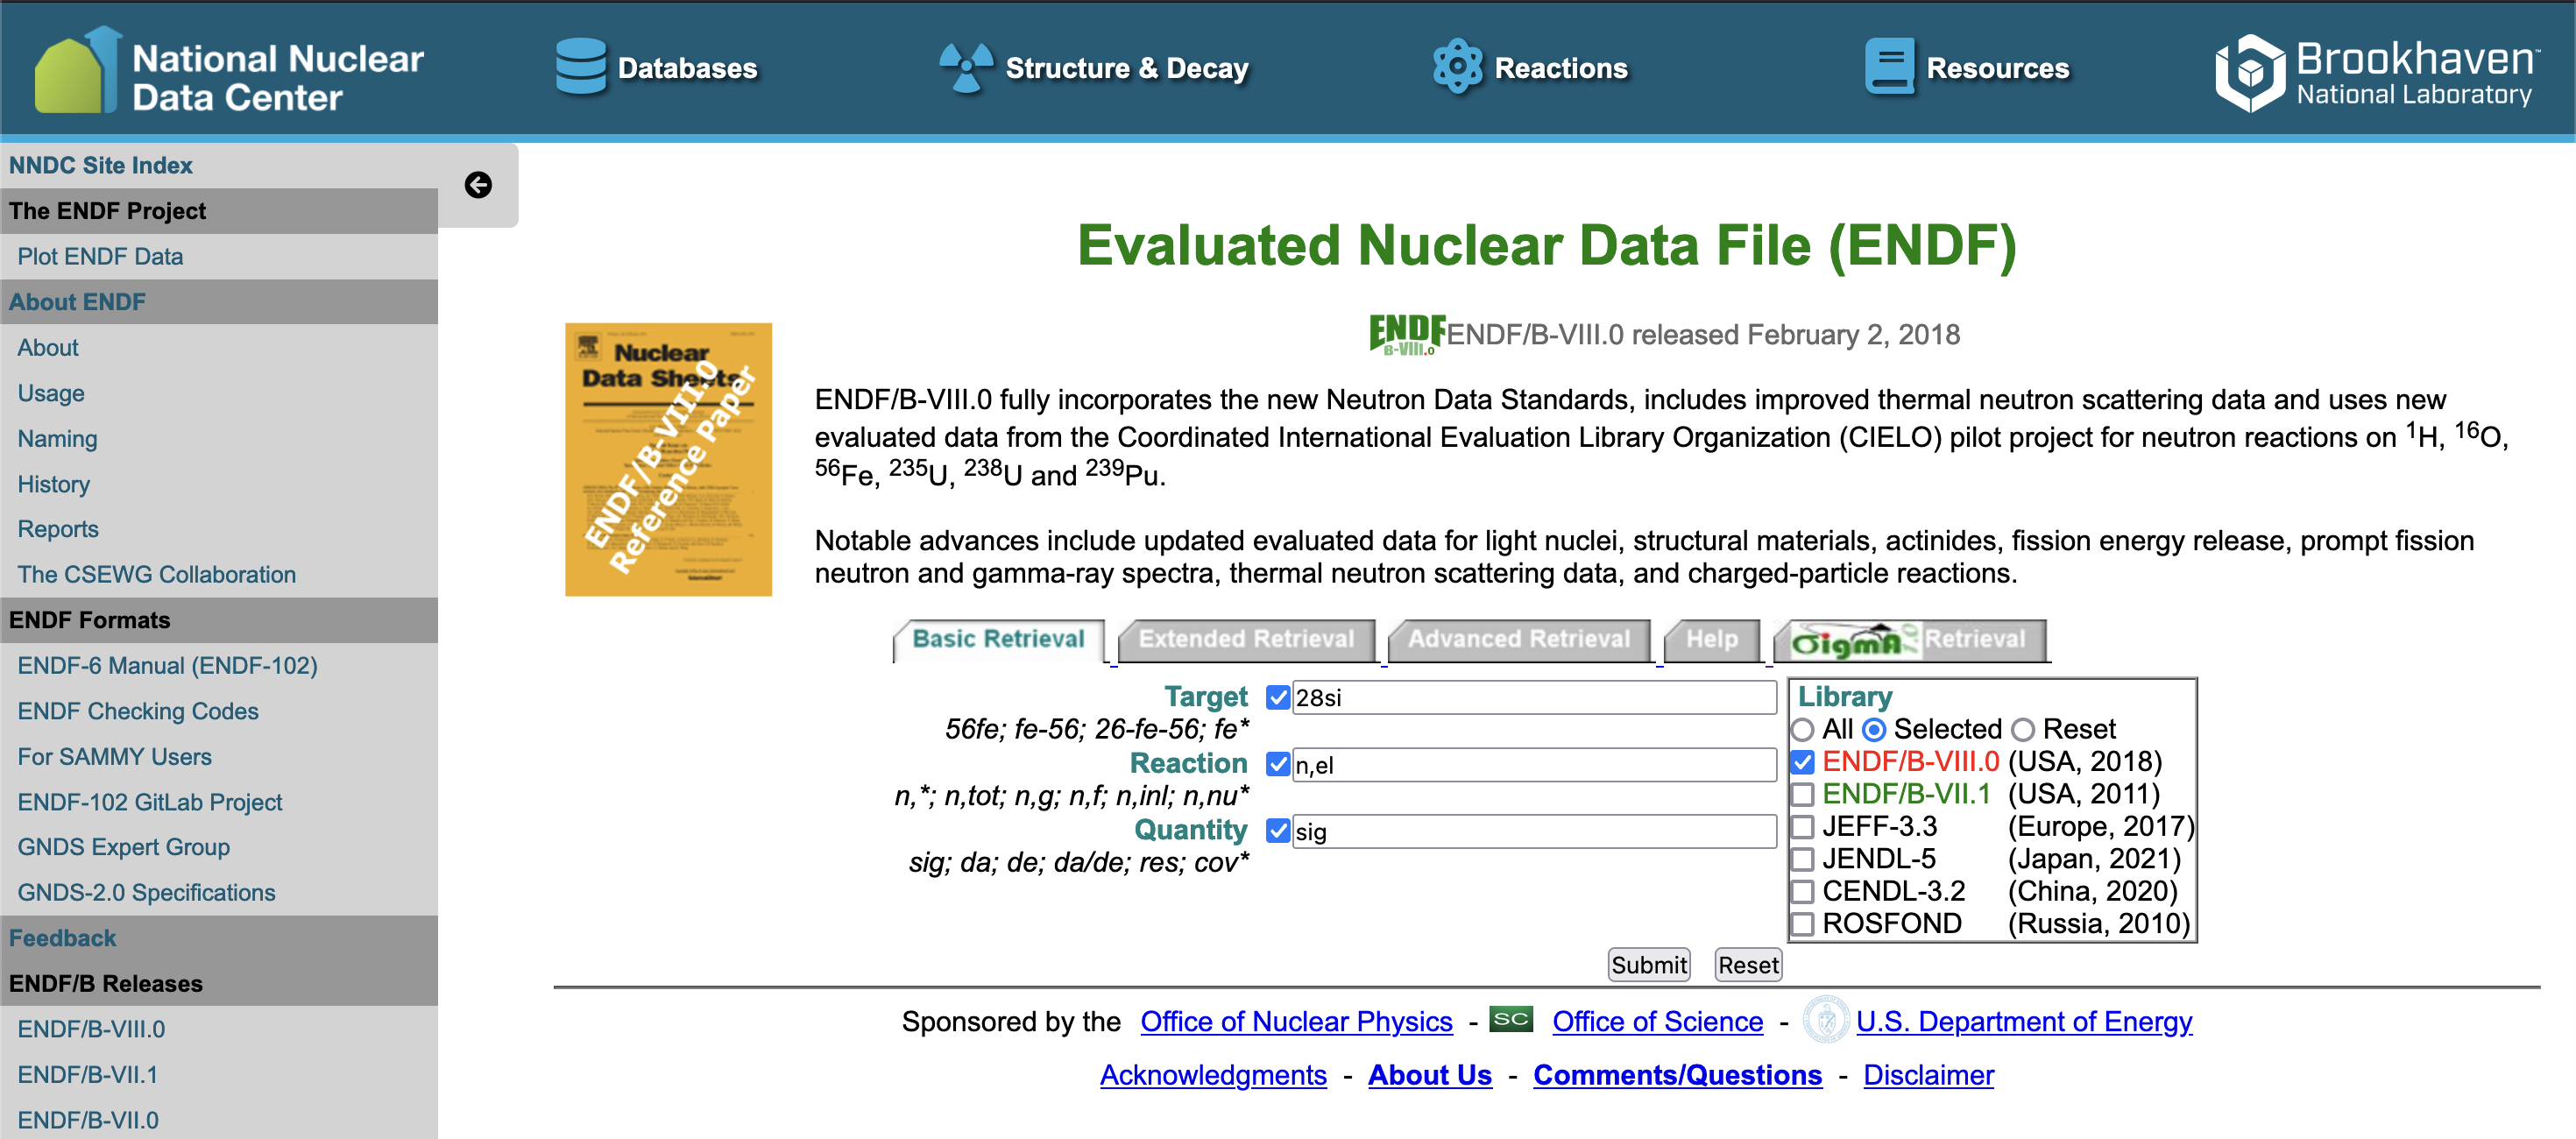 National Nuclear
Data Center
Databases
Structure & Decay
Reactions
Resources
Brookhaven™
National Laboratory
NNDC Site Index
The ENDF Project
Plot ENDF Data
About ENDF
About
Usage
Naming
History
Reports
The CSEWG Collaboration
ENDF Formats
ENDF-6 Manual (ENDF-102)
ENDF Checking Codes
For SAMMY Users
ENDF-102 GitLab Project
GNDS Expert Group
GNDS-2.0 Specifications
Feedback
ENDF/B Releases
ENDF/B-VIII.0
ENDF/B-VII.1
ENDF/B-VII.0
Evaluated Nuclear Data File (ENDF)
ENDF
B-VIII.0
ENDF/B-VIII.0 released February 2, 2018
Nuclear
Data Sheets
ENDF/B-VIII.0
Reference Paper
ENDF/B-VIII.0 fully incorporates the new Neutron Data Standards, includes improved thermal neutron scattering data and uses new
evaluated data from the Coordinated International Evaluation Library Organization (CIELO) pilot project for neutron reactions on ¹H, ¹⁶O,
⁵⁶Fe, ²³⁵U, ²³⁸U and ²³⁹Pu.
Notable advances include updated evaluated data for light nuclei, structural materials, actinides, fission energy release, prompt fission
neutron and gamma-ray spectra, thermal neutron scattering data, and charged-particle reactions.
Basic Retrieval
Extended Retrieval
Advanced Retrieval
Help
SigmA Retrieval
Target 28si
56fe; fe-56; 26-fe-56; fe*
Reaction n,el
n,*; n,tot; n,g; n,f; n,inl; n,nu*
Quantity sig
sig; da; de; da/de; res; cov*
Library
All Selected Reset
ENDF/B-VIII.0 (USA, 2018)
ENDF/B-VII.1 (USA, 2011)
JEFF-3.3 (Europe, 2017)
JENDL-5 (Japan, 2021)
CENDL-3.2 (China, 2020)
ROSFOND (Russia, 2010)
Submit Reset
Sponsored by the Office of Nuclear Physics - SC Office of Science - U.S. Department of Energy
Acknowledgments - About Us - Comments/Questions - Disclaimer